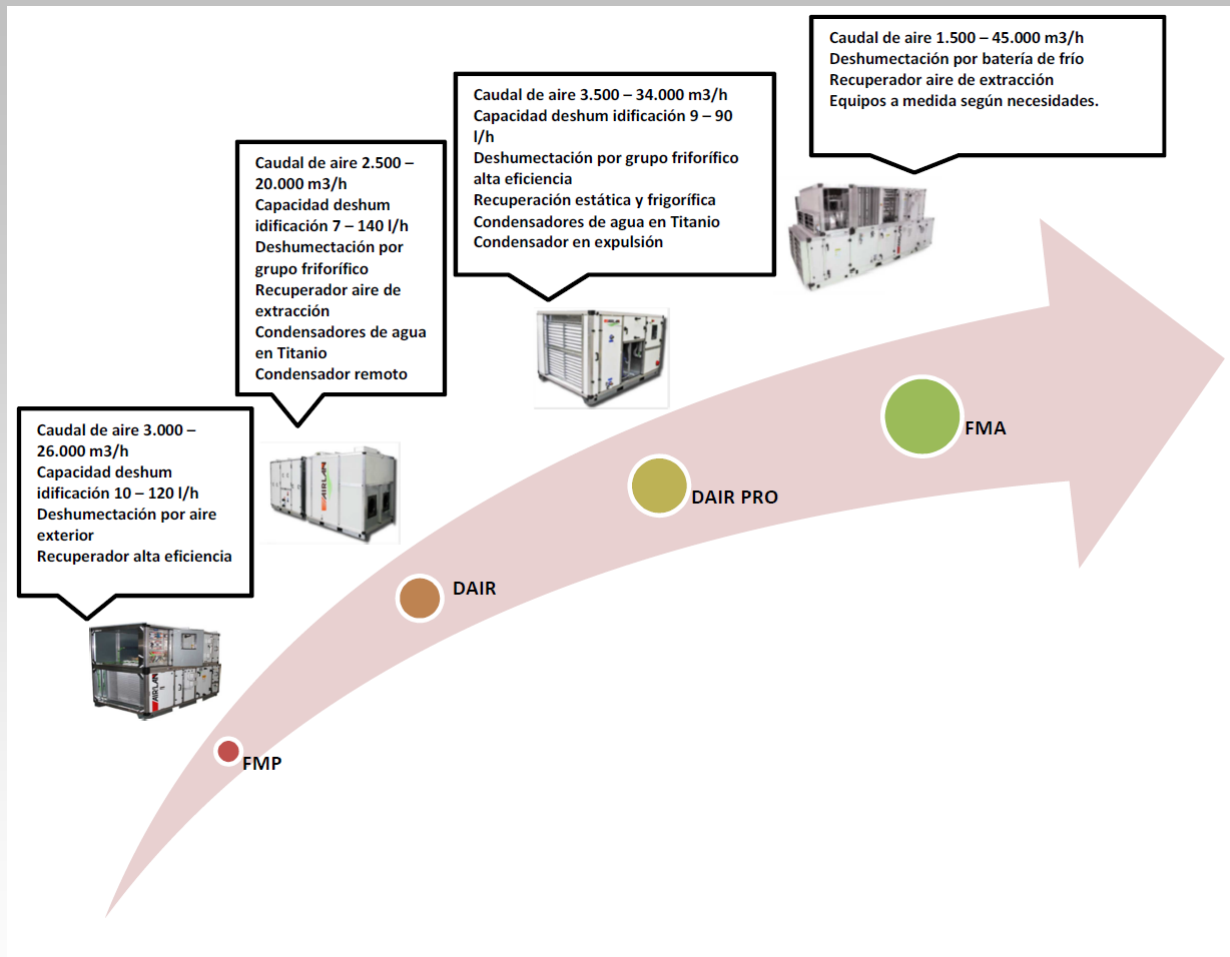 Caudal de aire 1.500 – 45.000 m3/h
Deshumectación por batería de frío
Recuperador aire de extracción
Equipos a medida según necesidades.
Caudal de aire 3.500 – 34.000 m3/h
Capacidad deshum idificación 9 – 90
l/h
Deshumectación por grupo friforífico
alta eficiencia
Recuperación estática y frigorífica
Condensadores de agua en Titanio
Condensador en expulsión
Caudal de aire 2.500 –
20.000 m3/h
Capacidad deshum
idificación 7 – 140 l/h
Deshumectación por
grupo friforífico
Recuperador aire de
extracción
Condensadores de agua
en Titanio
Condensador remoto
Caudal de aire 3.000 –
26.000 m3/h
Capacidad deshum
idificación 10 – 120 l/h
Deshumectación por aire
exterior
Recuperador alta eficiencia
FMA
DAIR PRO
DAIR
FMP
AIRLAN
AIRLAN